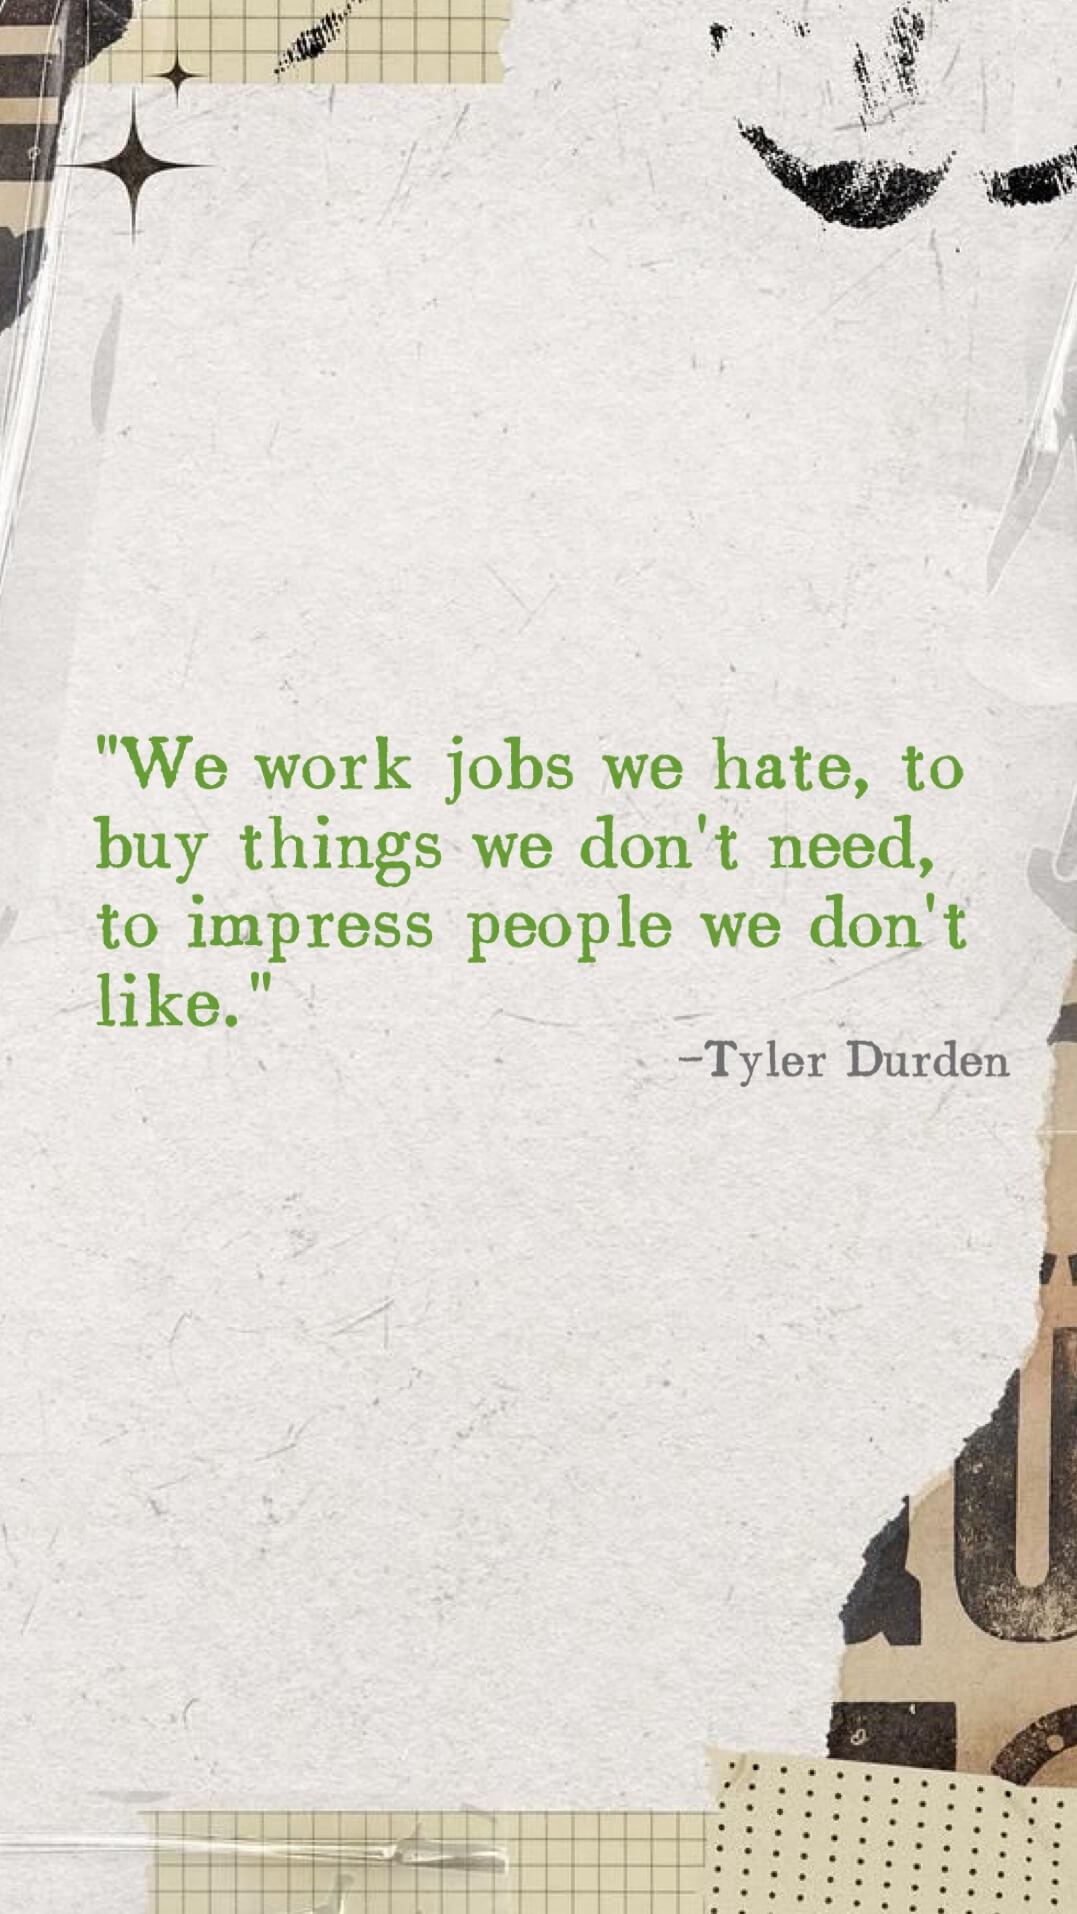 "We work jobs we hate, to
buy things we don't need,
to impress people we don't
like."
-Tyler Durden